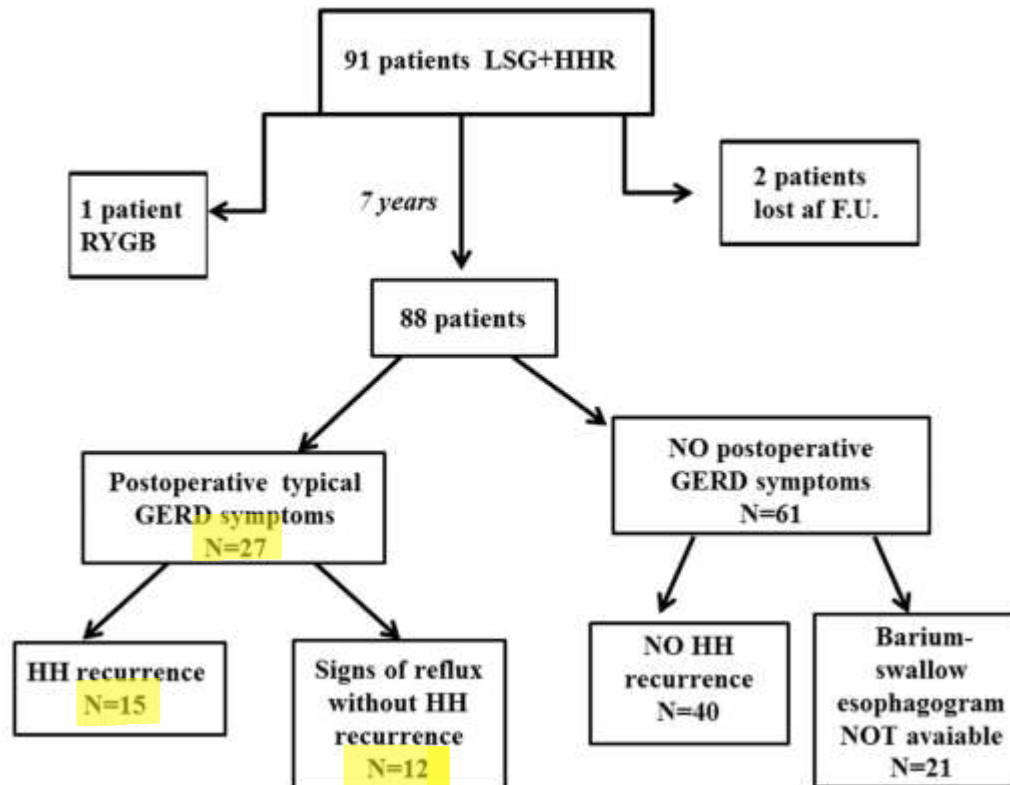 91 patients LSG+HHR
1 patient
RYGB
7 years
2 patients
lost af F.U.
88 patients
Postoperative typical
GERD symptoms
N=27
NO postoperative
GERD symptoms
N=61
HH recurrence
N=15
Signs of reflux
without HH
recurrence
N=12
NO HH
recurrence
N=40
Barium-
swallow
esophagogram
NOT avaiable
N=21